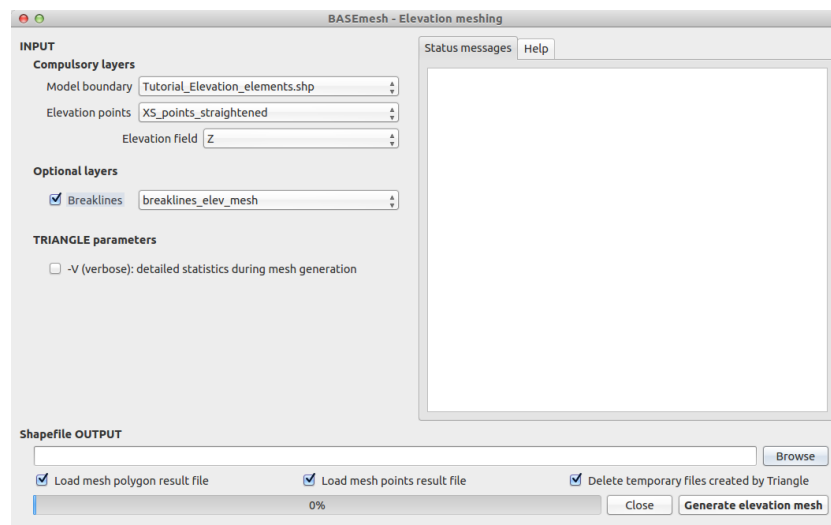 BASEmesh - Elevation meshing
INPUT
Compulsory layers
Model boundary Tutorial_Elevation_elements.shp
Elevation points XS_points_straightened
Elevation field Z
Optional layers
Breaklines breaklines_elev_mesh
TRIANGLE parameters
-V (verbose): detailed statistics during mesh generation
Status messages Help
Shapefile OUTPUT
Browse
Load mesh polygon result file Load mesh points result file Delete temporary files created by Triangle
0% Close Generate elevation mesh